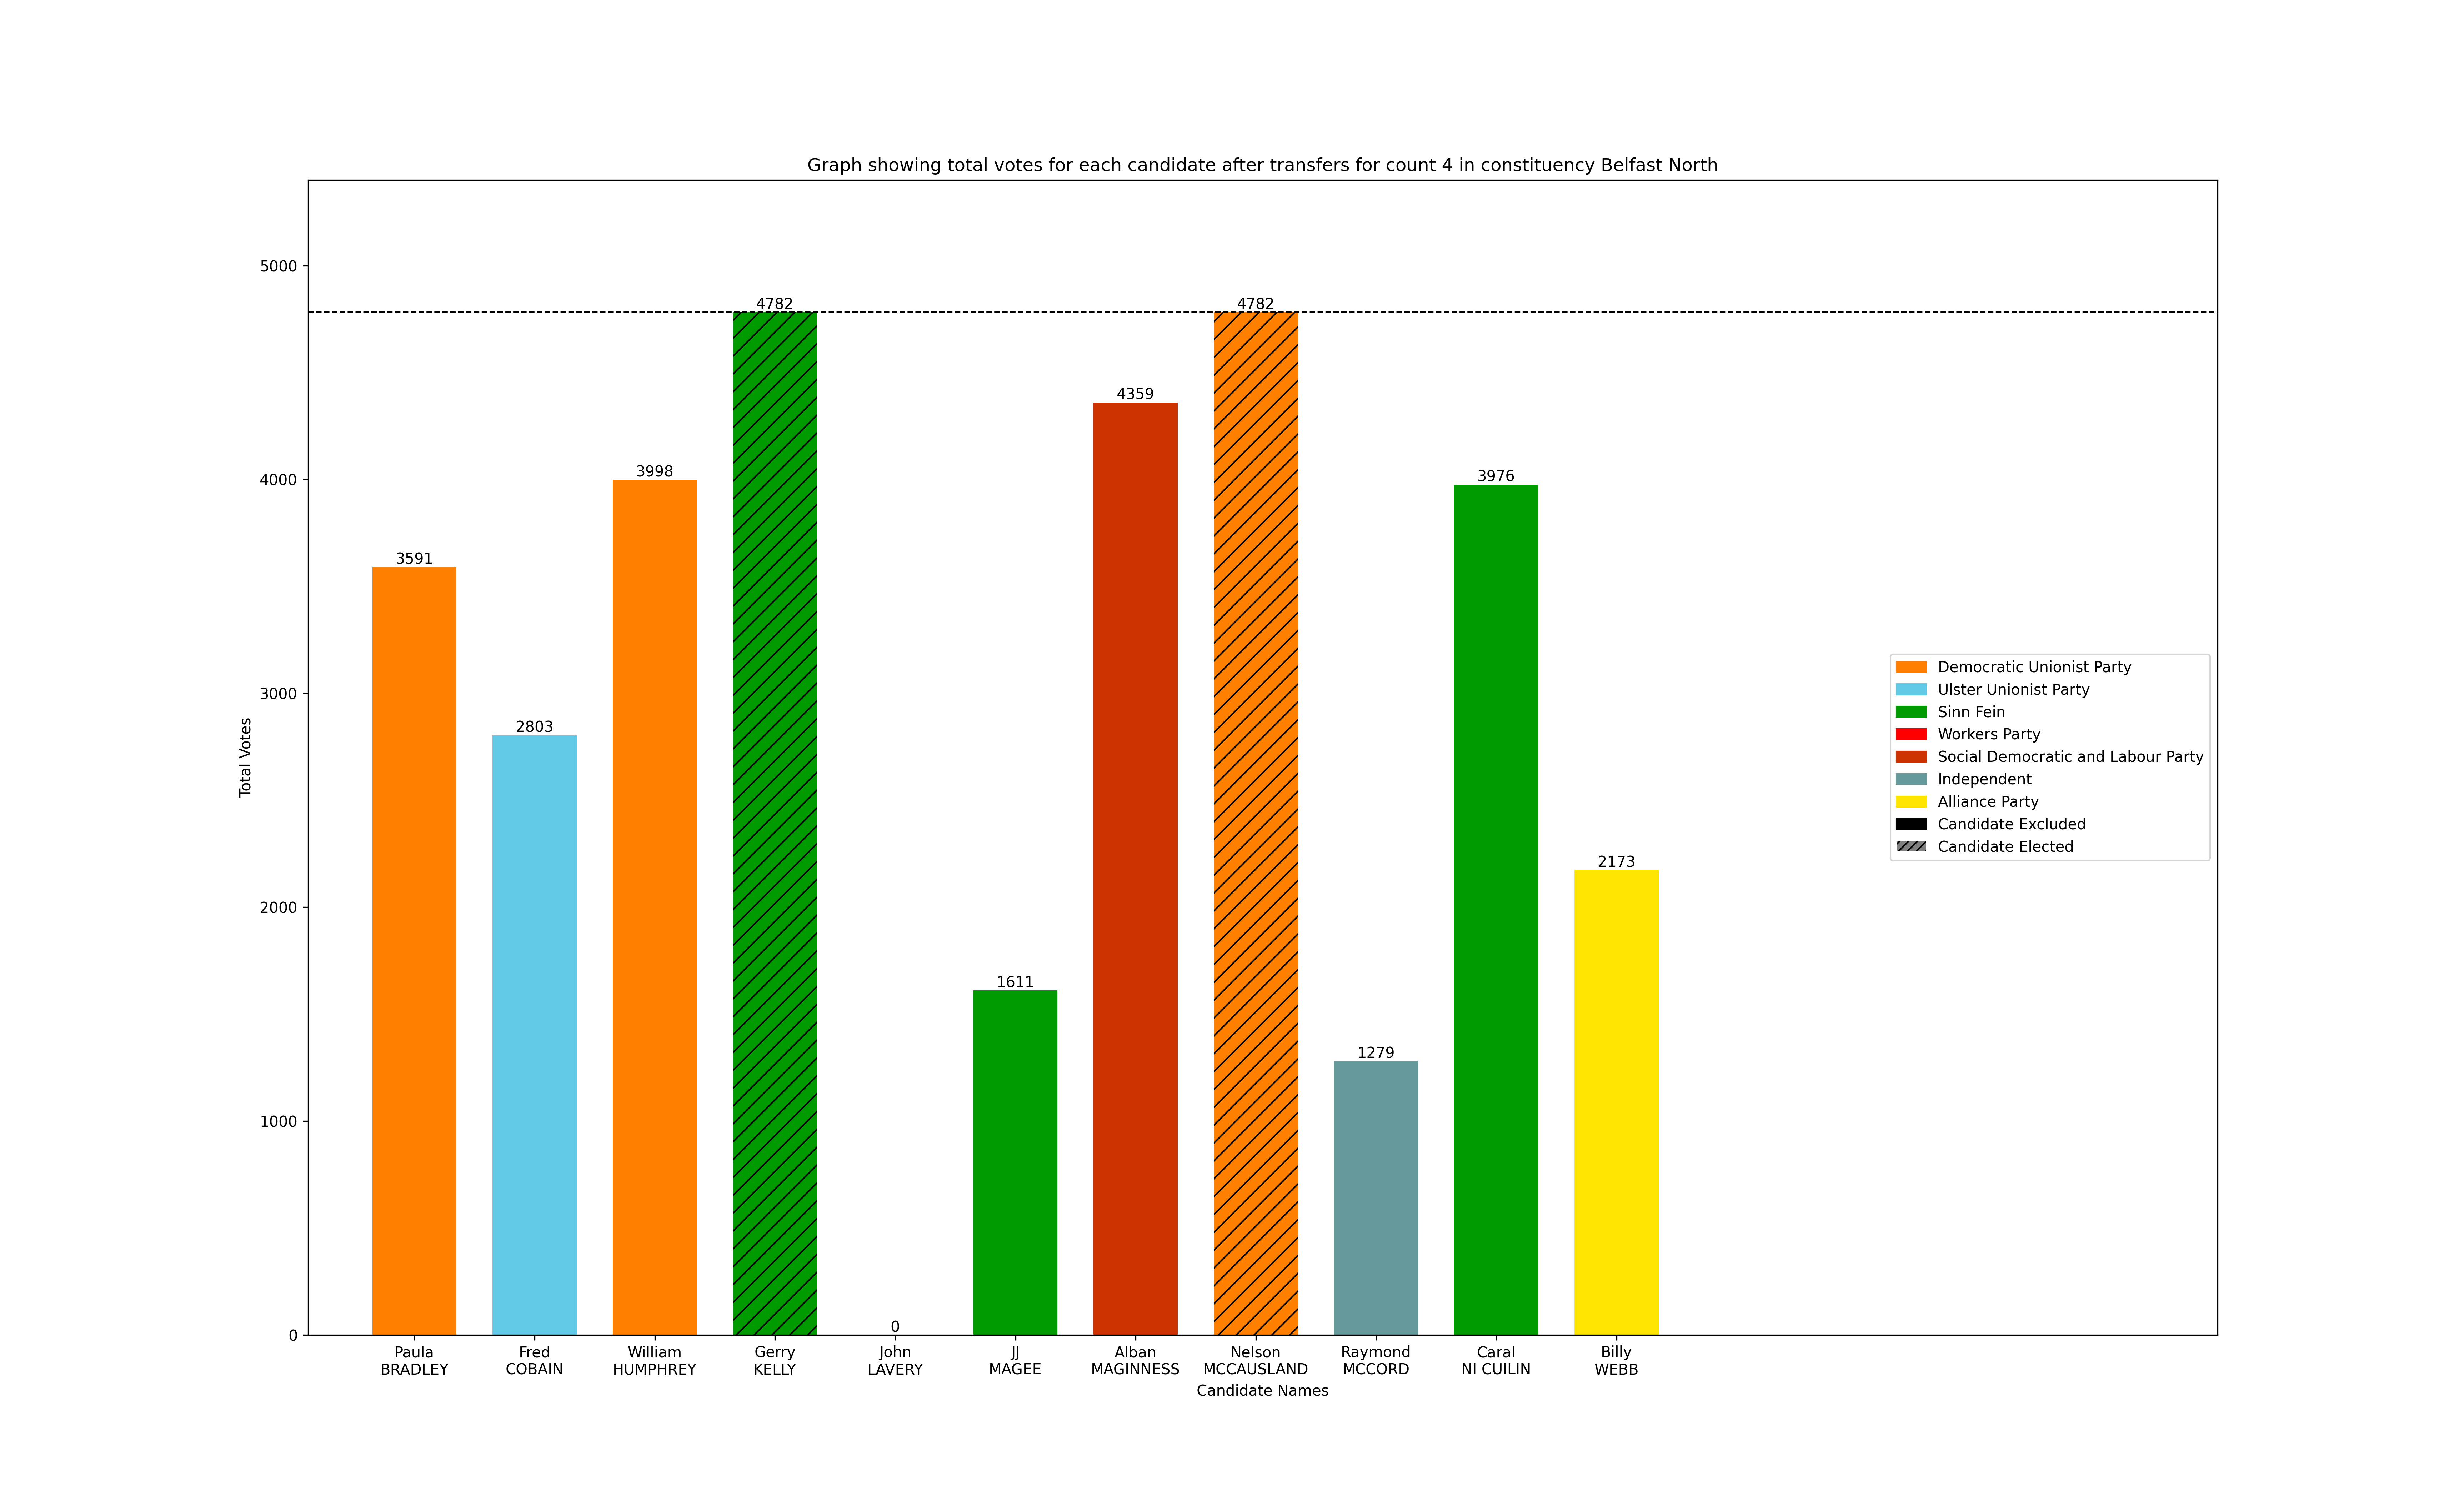 Graph showing total votes for each candidate after transfers for count 4 in constituency Belfast North
Total Votes
5000
4000
3000
2000
1000
0
3591
2803
3998
4782
0
1611
4359
4782
1279
3976
2173
Democratic Unionist Party
Ulster Unionist Party
Sinn Fein
Workers Party
Social Democratic and Labour Party
Independent
Alliance Party
Candidate Excluded
Candidate Elected
Paula
BRADLEY
Fred
COBAIN
William
HUMPHREY
Gerry
KELLY
John
LAVERY
JJ
MAGEE
Alban
MAGINNESS
Nelson
MCCAUSLAND
Raymond
MCCORD
Caral
NI CUILIN
Billy
WEBB
Candidate Names